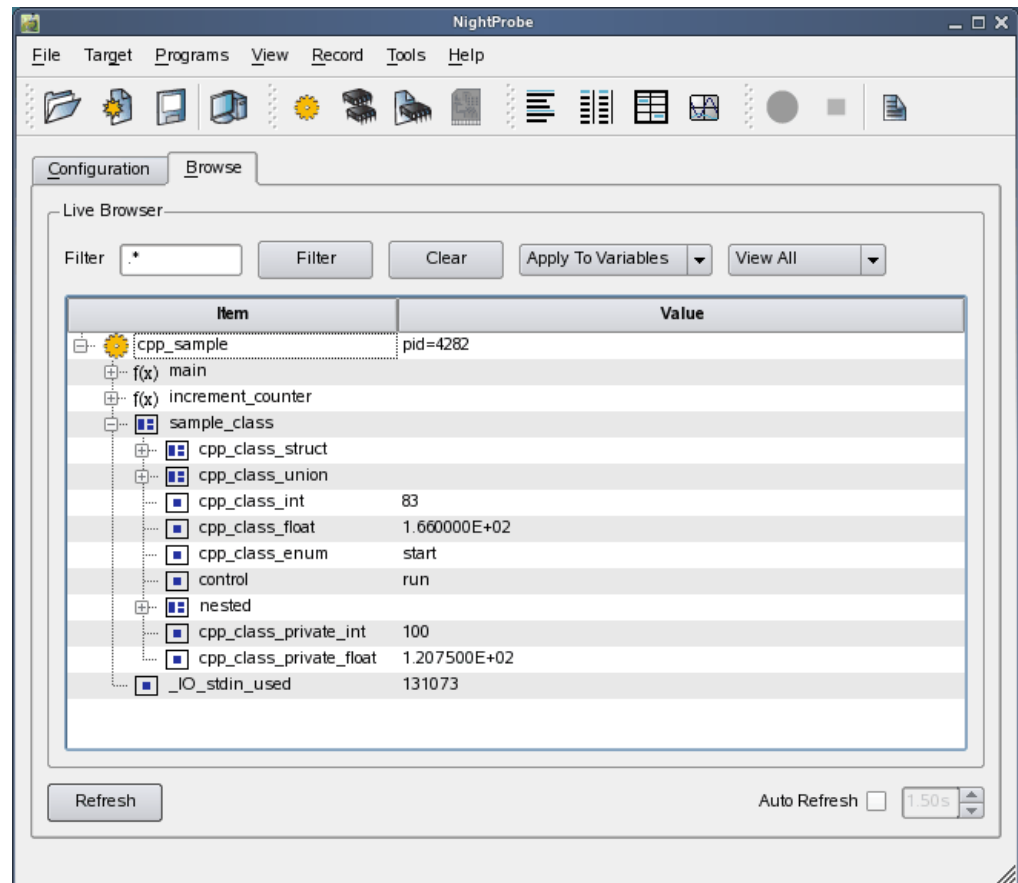 NightProbe
File Target Programs View Record Tools Help
Configuration Browse
Live Browser
Filter .* Filter Clear Apply To Variables View All
Item Value
cpp_sample pid=4282
f(x) main
f(x) increment_counter
sample_class
cpp_class_struct
cpp_class_union
cpp_class_int 83
cpp_class_float 1.660000E+02
cpp_class_enum start
control run
nested
cpp_class_private_int 100
cpp_class_private_float 1.207500E+02
_IO_stdin_used 131073
Refresh Auto Refresh 1.50s